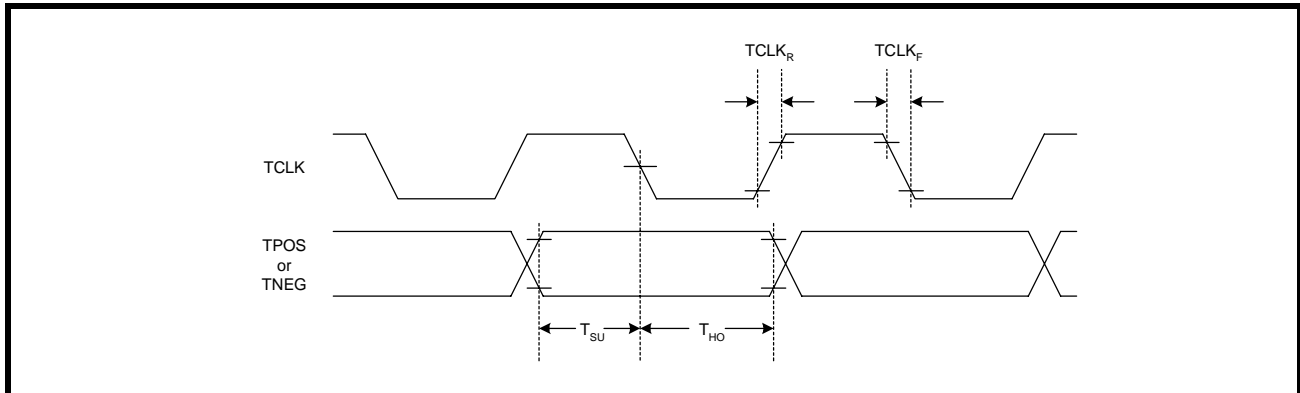 TCLK_R
TCLK_F
TCLK
TPOS
or
TNEG
T_SU
T_HO